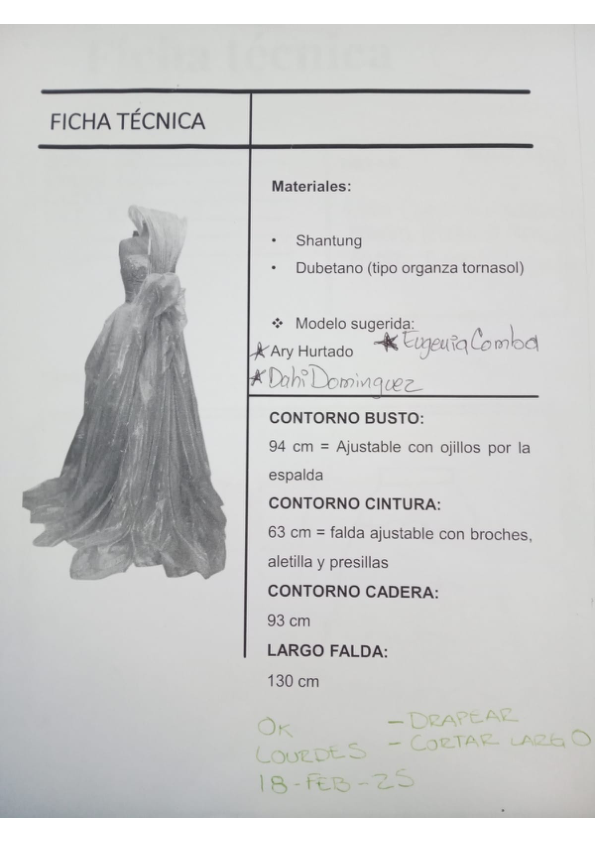 FICHA TÉCNICA
Materiales:
• Shantung
• Dubetano (tipo organza tornasol)
❖ Modelo sugerida:
Ary Hurtado
Eugenia Comba
Dahi Dominguez
CONTORNO BUSTO:
94 cm = Ajustable con ojillos por la
espalda
CONTORNO CINTURA:
63 cm = falda ajustable con broches,
aletilla y presillas
CONTORNO CADERA:
93 cm
LARGO FALDA:
130 cm
OK
LOURDES
18-FEB-25
- DRAPEAR
- CORTAR LARGO